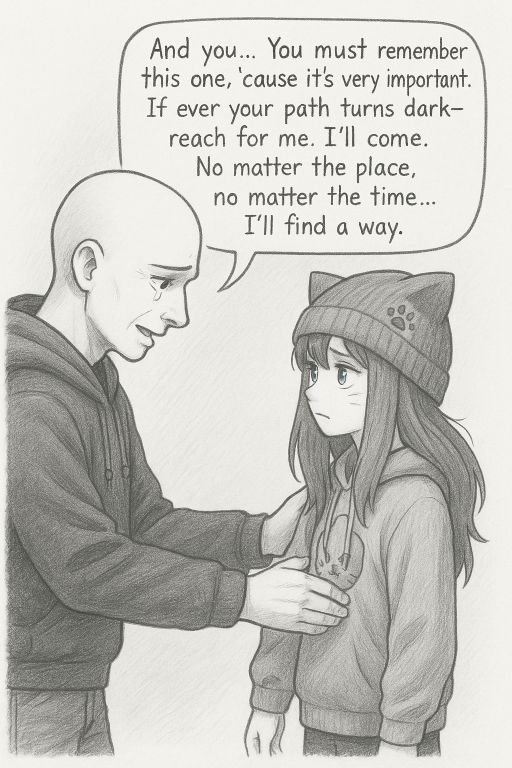 And you... You must remember
this one, 'cause it's very important.
If ever your path turns dark–
reach for me. I'll come.
No matter the place,
no matter the time...
I'll find a way.